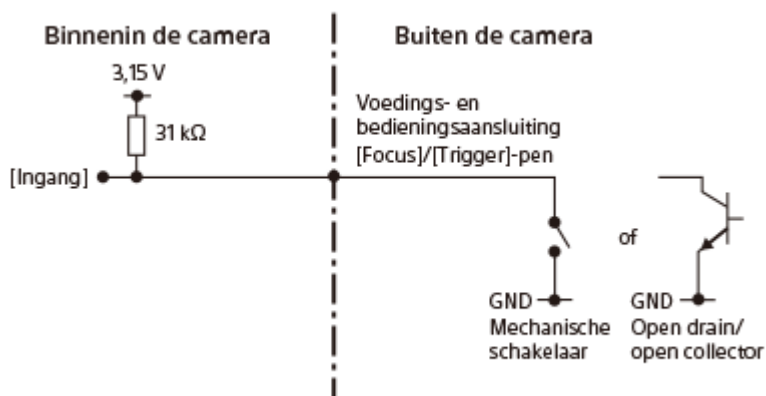 Binnenin de camera
Buiten de camera
3,15 V
31 kΩ
[Ingang]
Voedings- en
bedieningsaansluiting
[Focus]/[Trigger]-pen
of
GND
Mechanische
schakelaar
GND
Open drain/
open collector